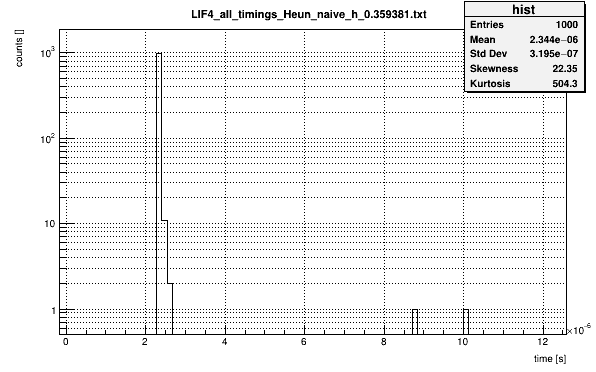 LIF4_all_timings_Heun_naive_h_0.359381.txt
hist
Entries 1000
Mean 2.344e−06
Std Dev 3.195e−07
Skewness 22.35
Kurtosis 504.3
counts []
10³
10²
10
1
0 2 4 6 8 10 12
×10⁻⁶
time [s]